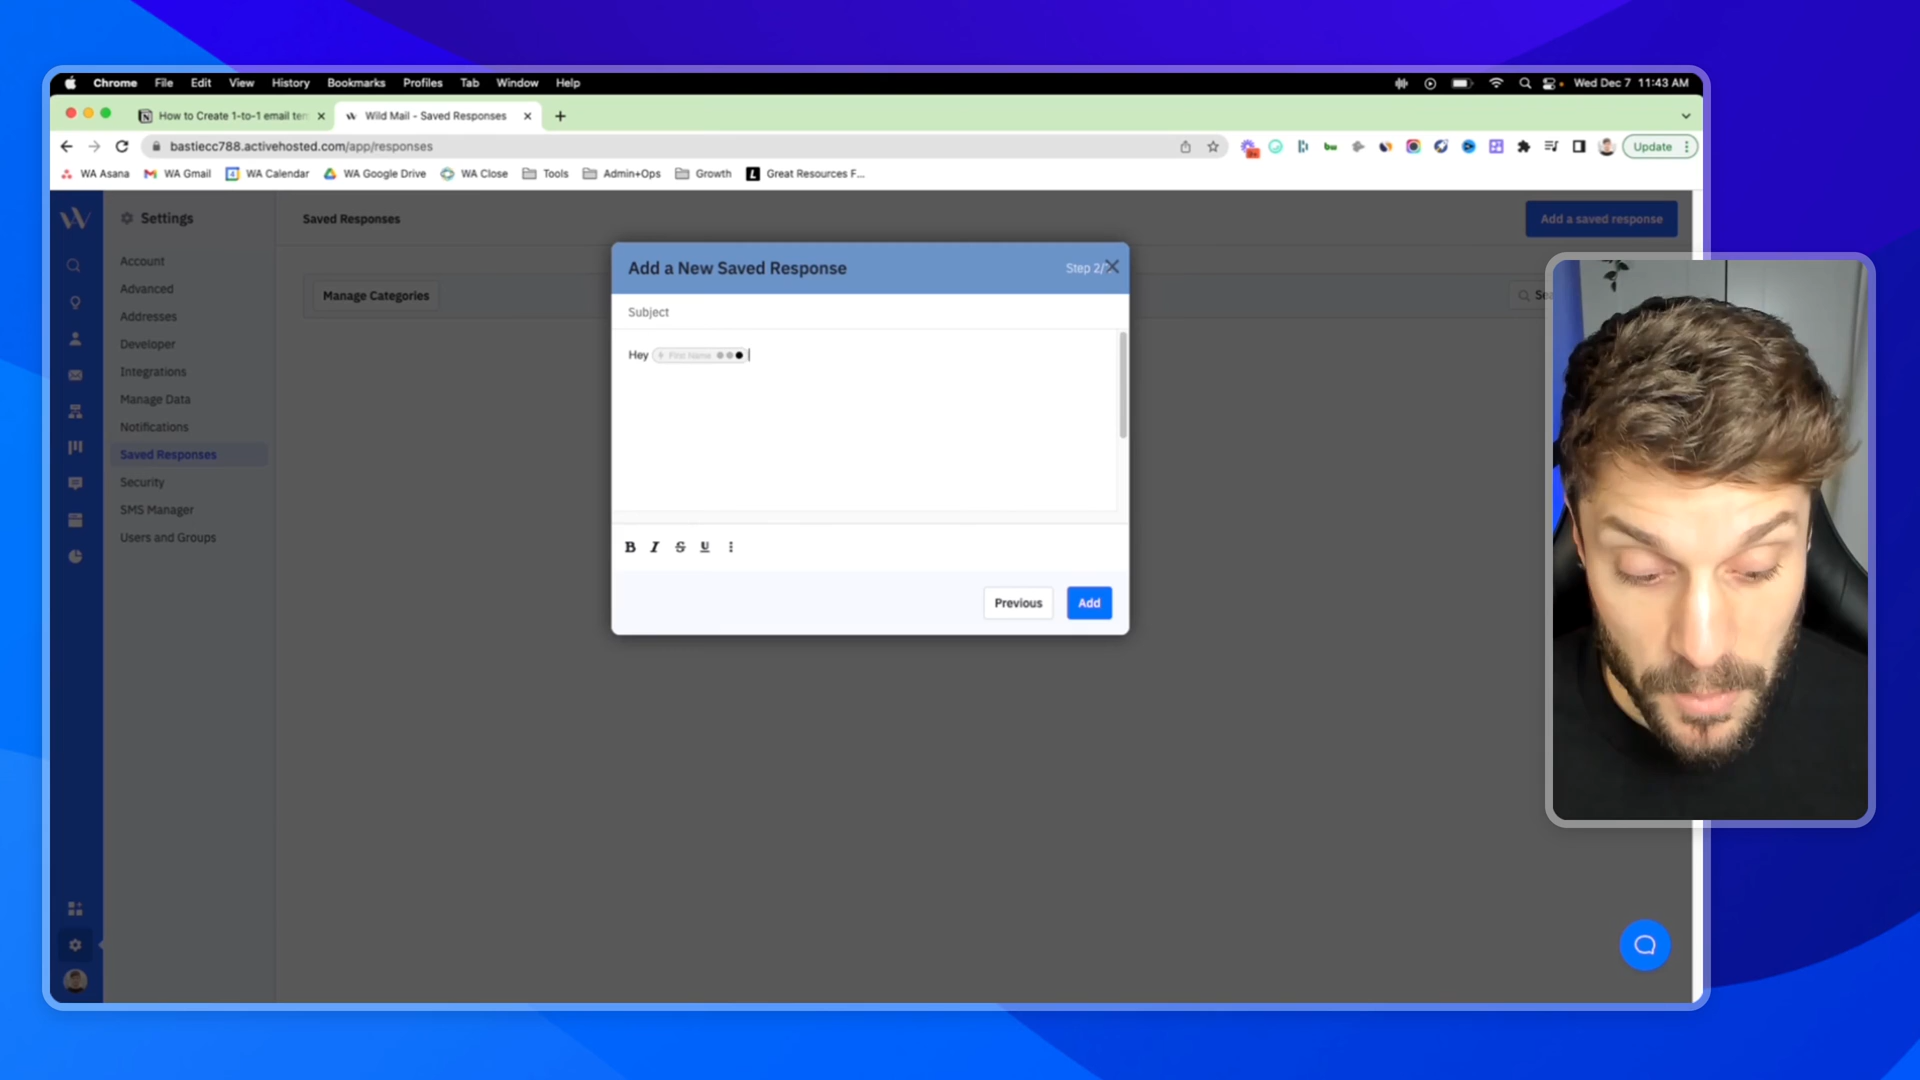 Chrome File Edit View History Bookmarks Profiles Tab Window Help
Wed Dec 7 11:43 AM
How to Create 1-to-1 email ten
Wild Mail - Saved Responses
bastiecc788.activehosted.com/app/responses
Update
WA Asana WA Gmail WA Calendar WA Google Drive WA Close Tools Admin+Ops Growth Great Resources F...
Settings
Saved Responses
Add a saved response
Account
Advanced
Addresses
Developer
Integrations
Manage Data
Notifications
Saved Responses
Security
SMS Manager
Users and Groups
Manage Categories
Sea
Add a New Saved Response
Step 2/
Subject
Hey First Name
B I S U
Previous
Add